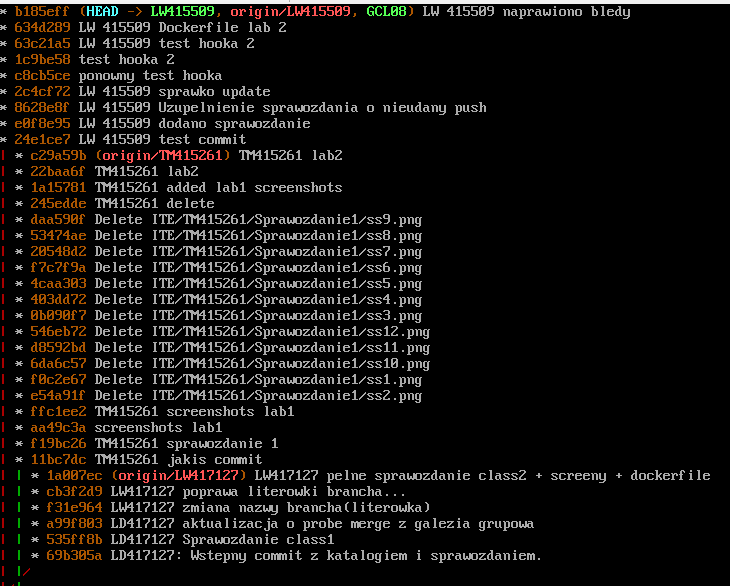 * b185eff (HEAD -> LW415509, origin/LW415509, GCL08) LW 415509 naprawiono bledy
* 634d289 LW 415509 Dockerfile lab 2
* 63c21a5 LW 415509 test hooka 2
* 1c9be58 test hooka 2
* c8cb5ce ponowny test hooka
* 2c4cf72 LW 415509 sprawko update
* 8628e8f LW 415509 Uzupelnienie sprawozdania o nieudany push
* e0f8e95 LW 415509 dodano sprawozdanie
* 24e1ce7 LW 415509 test commit
| * c29a59b (origin/TM415261) TM415261 lab2
| * 22baa6f TM415261 lab2
| * 1a15781 TM415261 added lab1 screenshots
| * 245edde TM415261 delete
| * daa590f Delete ITE/TM415261/Sprawozdanie1/ss9.png
| * 53474ae Delete ITE/TM415261/Sprawozdanie1/ss8.png
| * 20548d2 Delete ITE/TM415261/Sprawozdanie1/ss7.png
| * f7c7f9a Delete ITE/TM415261/Sprawozdanie1/ss6.png
| * 4caa303 Delete ITE/TM415261/Sprawozdanie1/ss5.png
| * 403dd72 Delete ITE/TM415261/Sprawozdanie1/ss4.png
| * 0b090f7 Delete ITE/TM415261/Sprawozdanie1/ss3.png
| * 546eb72 Delete ITE/TM415261/Sprawozdanie1/ss12.png
| * d8592bd Delete ITE/TM415261/Sprawozdanie1/ss11.png
| * 6da6c57 Delete ITE/TM415261/Sprawozdanie1/ss10.png
| * f0c2e67 Delete ITE/TM415261/Sprawozdanie1/ss1.png
| * e54a91f Delete ITE/TM415261/Sprawozdanie1/ss2.png
| * ffc1ee2 TM415261 screenshots lab1
| * aa49c3a screenshots lab1
| * f19bc26 TM415261 sprawozdanie 1
| * 11bc7dc TM415261 jakis commit
| | * 1a007ec (origin/LW417127) LW417127 pelne sprawozdanie class2 + screeny + dockerfile
| | * cb3f2d9 LW417127 poprawa literowki brancha...
| | * f31e964 LW417127 zmiana nazwy brancha(literowka)
| | * a99f803 LD417127 aktualizacja o probe merge z galezia grupowa
| | * 535ff8b LD417127 Sprawozdanie class1
| | * 69b305a LD417127: Wstepny commit z katalogiem i sprawozdaniem.
| |/